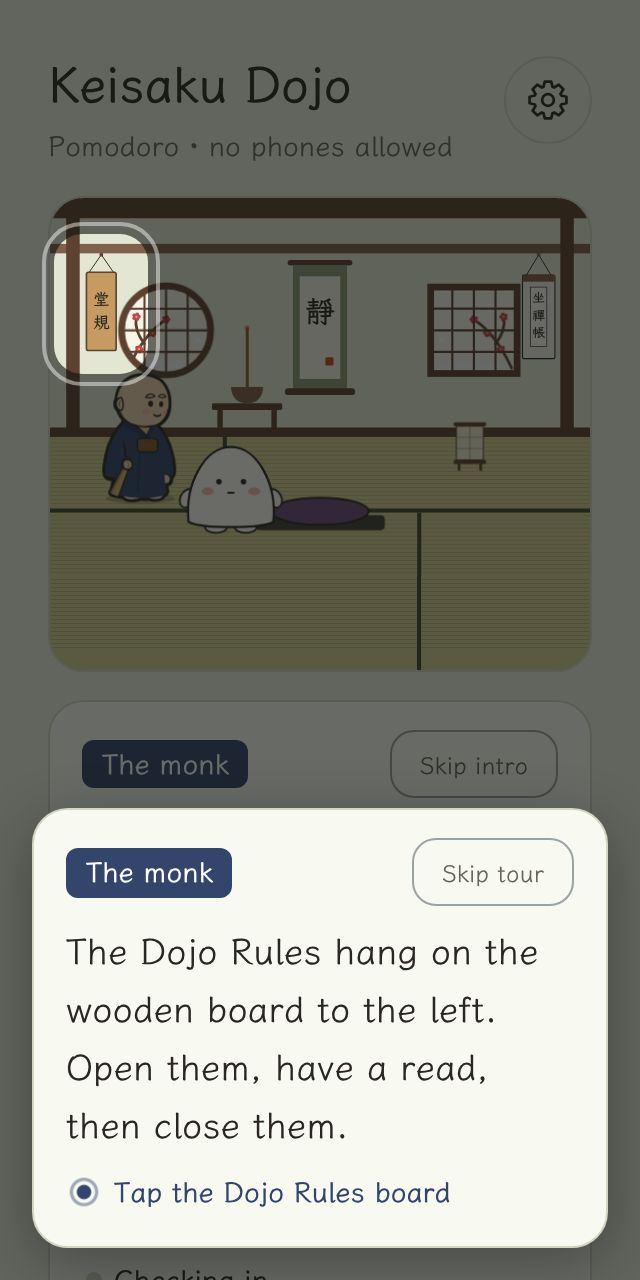 Keisaku Dojo
Pomodoro • no phones allowed
堂規
靜
坐禪帳
The monk
Skip intro
The monk
Skip tour
The Dojo Rules hang on the
wooden board to the left.
Open them, have a read,
then close them.
Tap the Dojo Rules board
Checking in